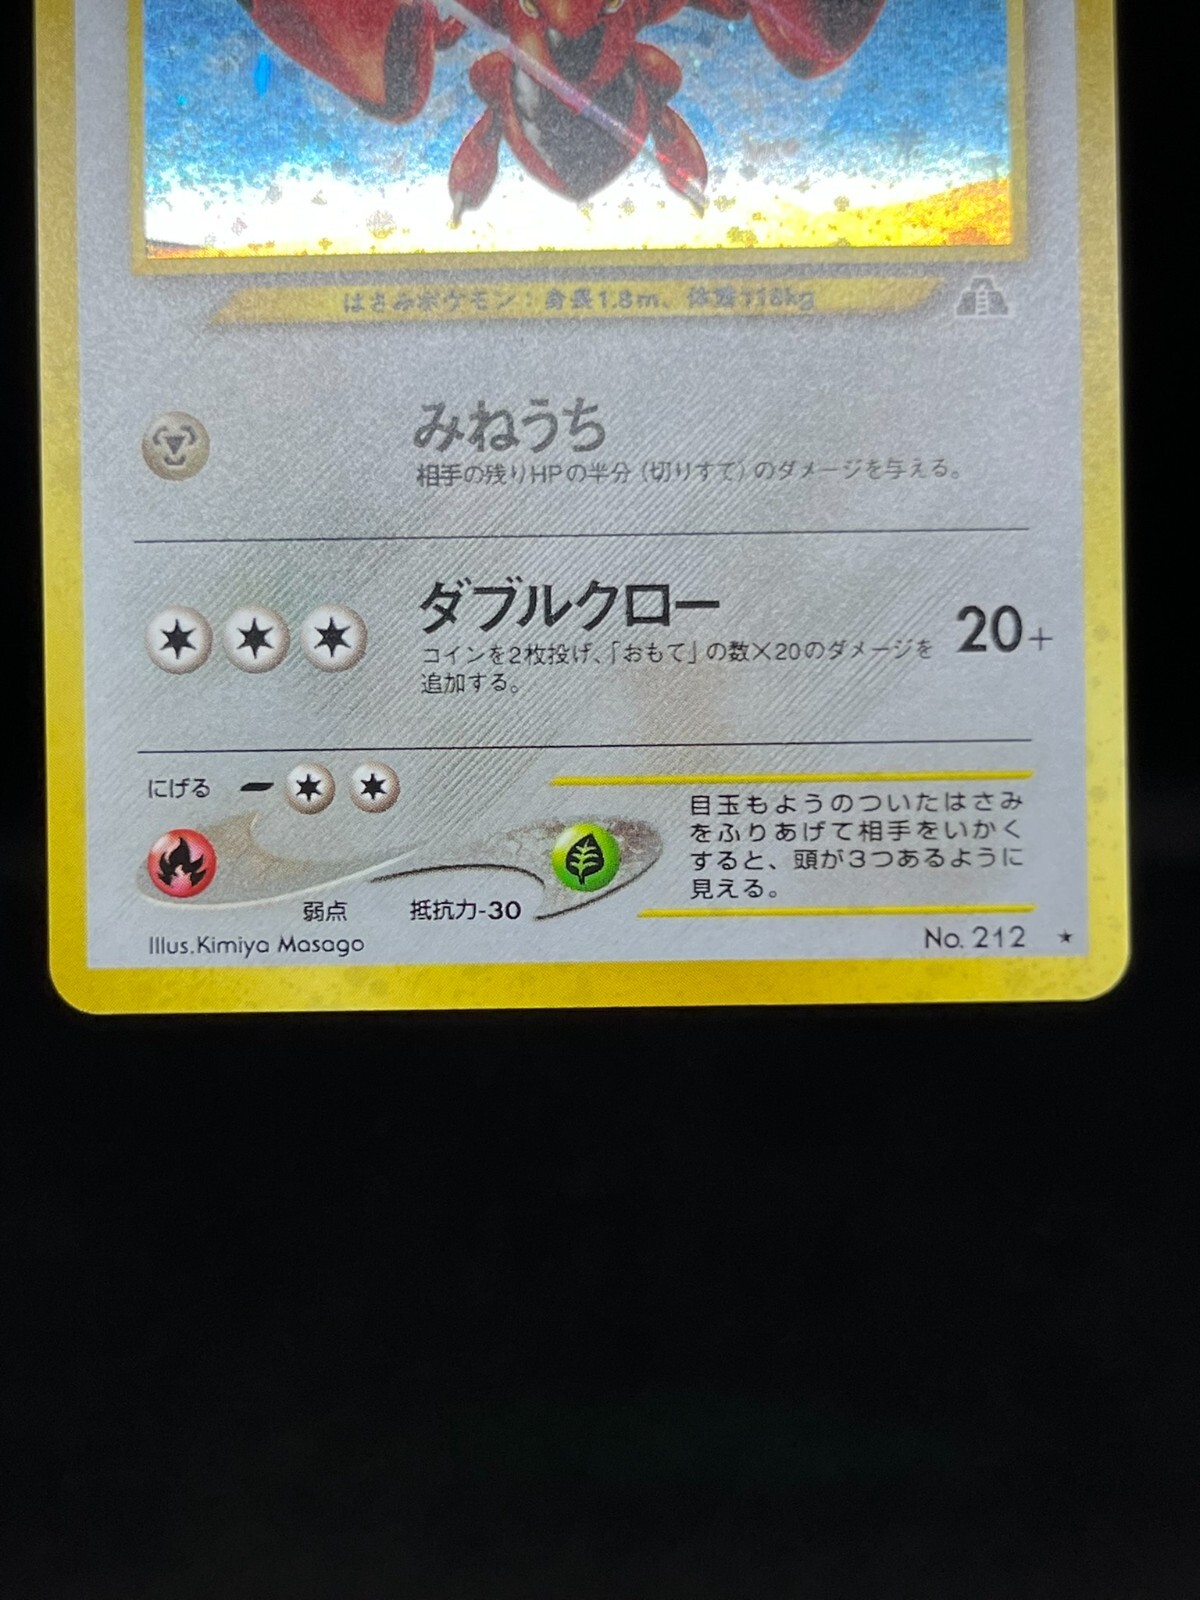 はさみポケモン：身長1.8m、体重118kg
みねうち
相手の残りHPの半分（切りすて）のダメージを与える。
ダブルクロー
20+
コインを2枚投げ、「おもて」の数×20のダメージを
追加する。
にげる
目玉もようのついたはさみ
をふりあげて相手をいかく
すると、頭が3つあるように
見える。
弱点 抵抗力-30
Illus.Kimiya Masago
No. 212 ★